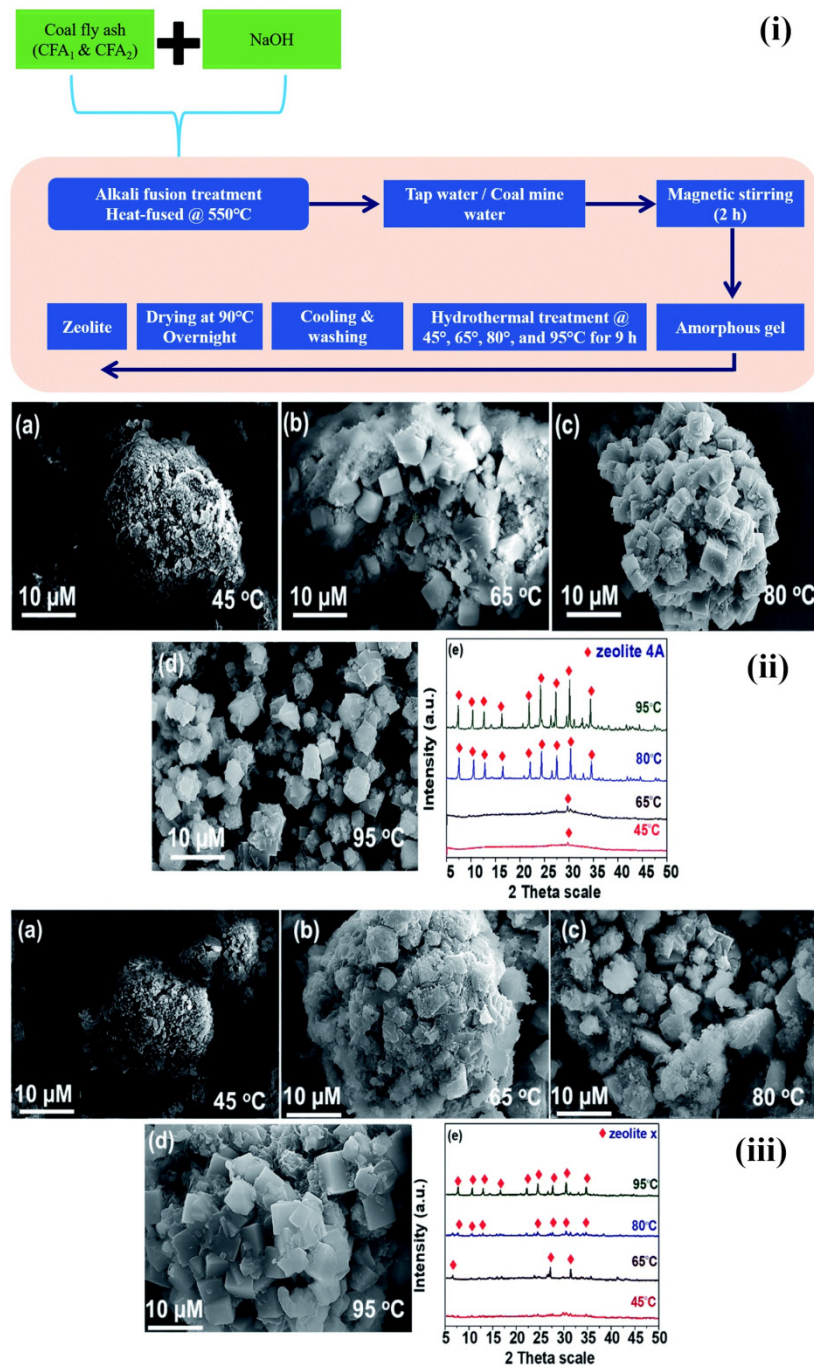 Coal fly ash
(CFA₁ & CFA₂)
NaOH
(i)
Alkali fusion treatment
Heat-fused @ 550°C
Tap water / Coal mine
water
Magnetic stirring
(2 h)
Zeolite
Drying at 90°C
Overnight
Cooling &
washing
Hydrothermal treatment @
45°, 65°, 80°, and 95°C for 9 h
Amorphous gel
(a)
10 µM
45 °C
(b)
10 µM
65 °C
(c)
10 µM
80 °C
(d)
10 µM
95 °C
(e)
zeolite 4A
95°C
80°C
65°C
45°C
Intensity (a.u.)
5 10 15 20 25 30 35 40 45 50
2 Theta scale
(ii)
(a)
10 µM
45 °C
(b)
10 µM
65 °C
(c)
10 µM
80 °C
(d)
10 µM
95 °C
(e)
zeolite x
95°C
80°C
65°C
45°C
Intensity (a.u.)
5 10 15 20 25 30 35 40 45 50
2 Theta scale
(iii)